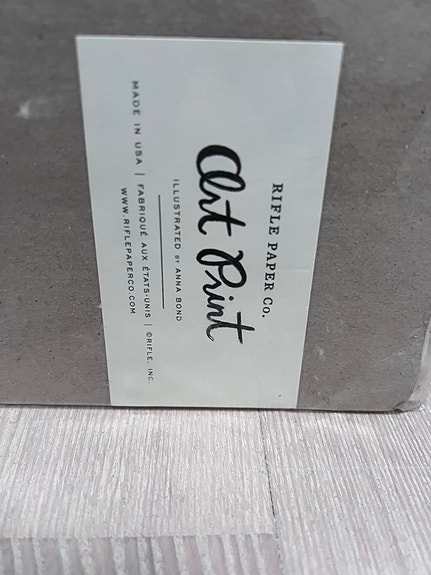 RIFLE PAPER CO.
Art Print
ILLUSTRATED BY ANNA BOND
MADE IN USA | FABRIQUÉ AUX ÉTATS-UNIS | ©RIFLE, INC.
WWW.RIFLEPAPERCO.COM